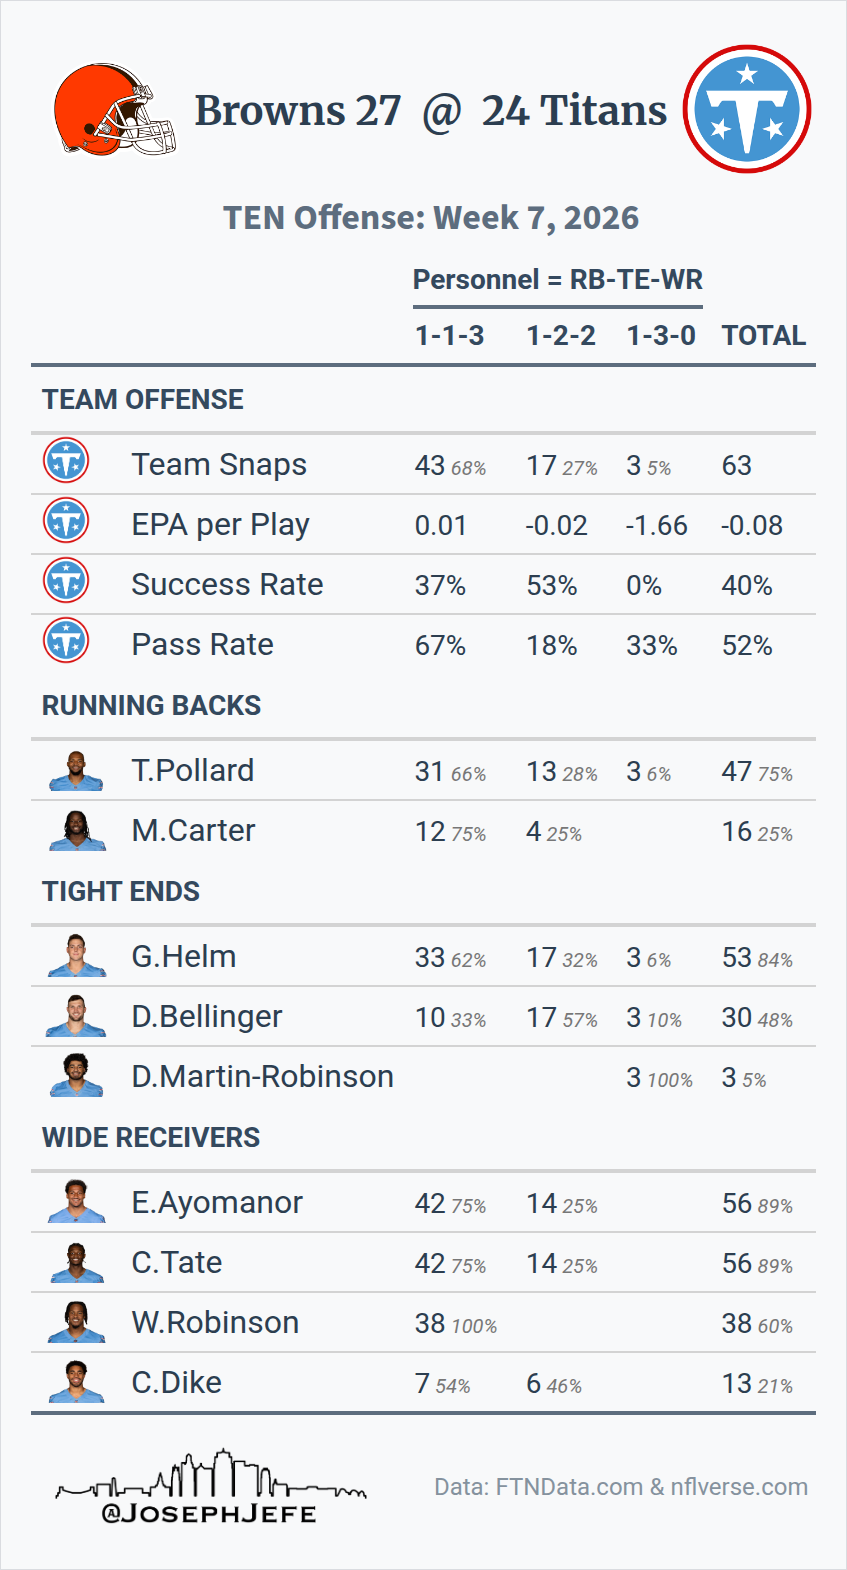 Browns 27 @ 24 Titans
TEN Offense: Week 7, 2026
Personnel = RB-TE-WR
1-1-3 1-2-2 1-3-0 TOTAL
TEAM OFFENSE
Team Snaps 43 68% 17 27% 3 5% 63
EPA per Play 0.01 -0.02 -1.66 -0.08
Success Rate 37% 53% 0% 40%
Pass Rate 67% 18% 33% 52%
RUNNING BACKS
T.Pollard 31 66% 13 28% 3 6% 47 75%
M.Carter 12 75% 4 25% 16 25%
TIGHT ENDS
G.Helm 33 62% 17 32% 3 6% 53 84%
D.Bellinger 10 33% 17 57% 3 10% 30 48%
D.Martin-Robinson 3 100% 3 5%
WIDE RECEIVERS
E.Ayomanor 42 75% 14 25% 56 89%
C.Tate 42 75% 14 25% 56 89%
W.Robinson 38 100% 38 60%
C.Dike 7 54% 6 46% 13 21%
@JOSEPHJEFE
Data: FTNData.com & nflverse.com